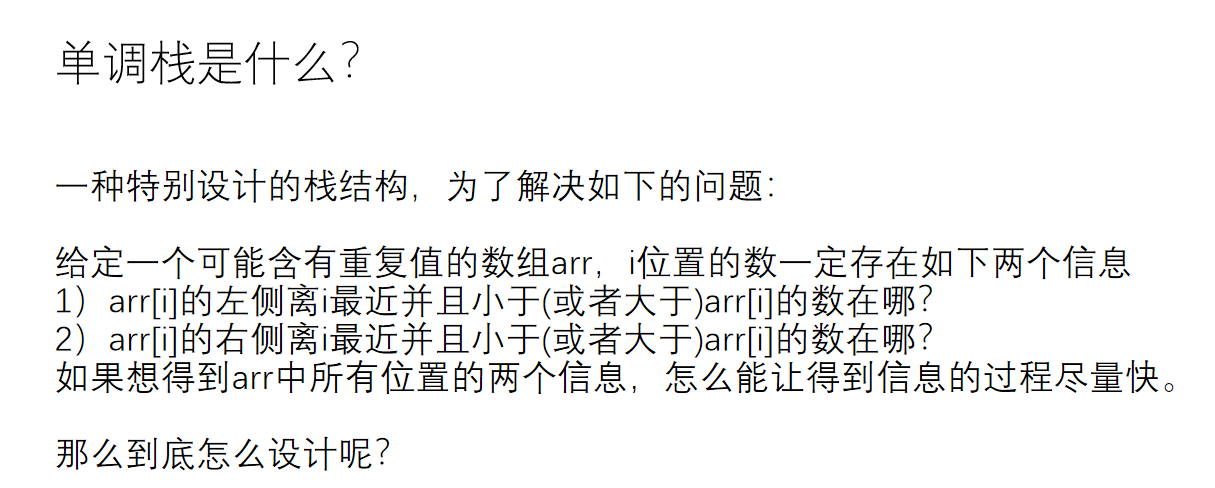 单调栈是什么？
一种特别设计的栈结构，为了解决如下的问题：
给定一个可能含有重复值的数组arr，i位置的数一定存在如下两个信息
1）arr[i]的左侧离i最近并且小于(或者大于)arr[i]的数在哪？
2）arr[i]的右侧离i最近并且小于(或者大于)arr[i]的数在哪？
如果想得到arr中所有位置的两个信息，怎么能让得到信息的过程尽量快。
那么到底怎么设计呢？